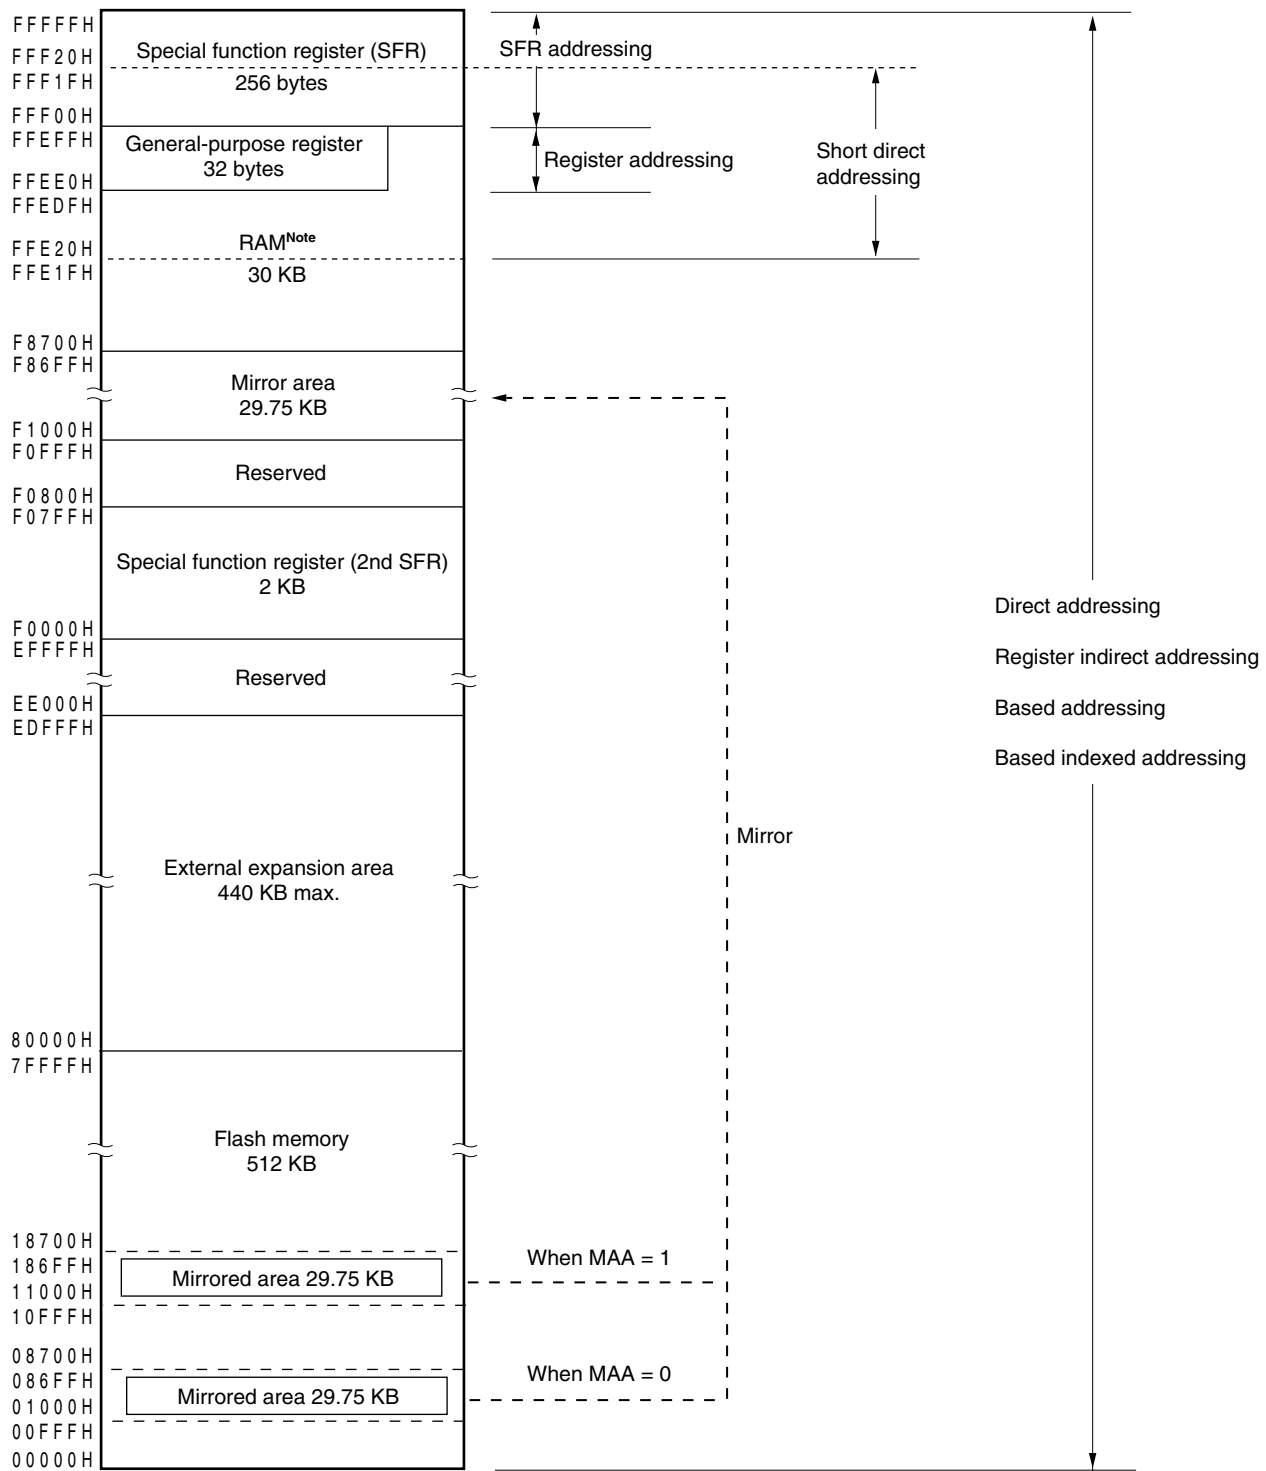 FFFFFH
Special function register (SFR)
SFR addressing
FFF20H
FFF1FH
256 bytes
FFF00H
FFEFFH
General-purpose register
32 bytes
Register addressing
Short direct
addressing
FFEE0H
FFEDFH
RAMNote
FFE20H
FFE1FH
30 KB
F8700H
F86FFH
Mirror area
29.75 KB
F1000H
F0FFFH
Reserved
F0800H
F07FFH
Special function register (2nd SFR)
2 KB
Direct addressing
F0000H
EFFFFH
Register indirect addressing
Reserved
EE000H
EDFFFH
Based addressing
Based indexed addressing
Mirror
External expansion area
440 KB max.
80000H
7FFFFH
Flash memory
512 KB
18700H
186FFH
When MAA = 1
Mirrored area 29.75 KB
11000H
10FFFH
08700H
086FFH
When MAA = 0
Mirrored area 29.75 KB
01000H
00FFFH
00000H